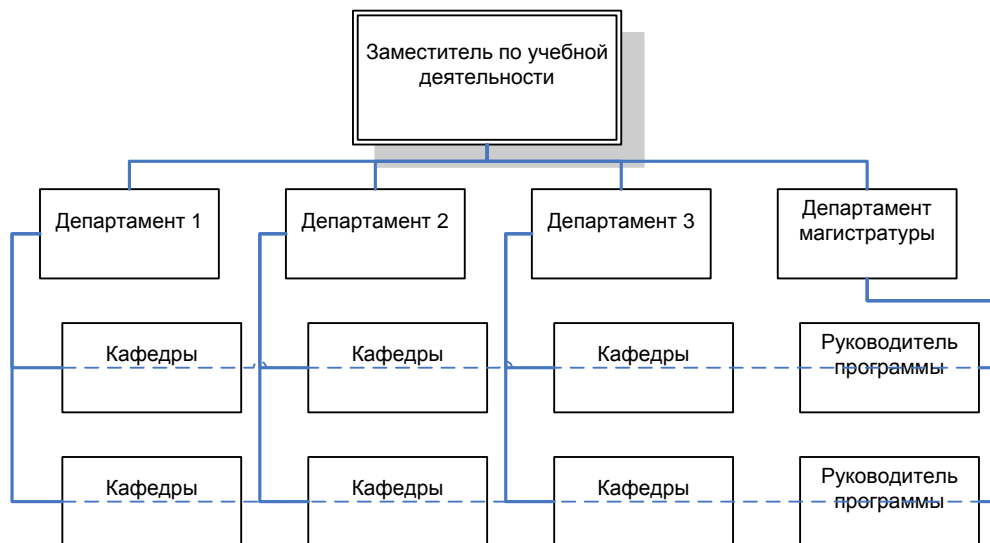 Заместитель по учебной
деятельности
Департамент 1
Департамент 2
Департамент 3
Департамент
магистратуры
Кафедры
Кафедры
Кафедры
Руководитель
программы
Кафедры
Кафедры
Кафедры
Руководитель
программы